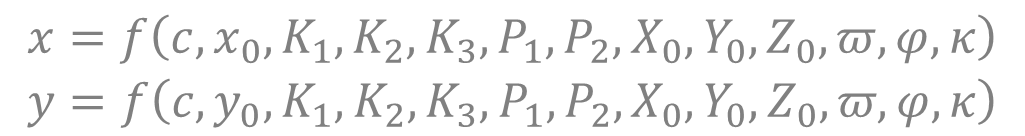 x = f(c, x₀, K₁, K₂, K₃, P₁, P₂, X₀, Y₀, Z₀, ϖ, φ, κ)
y = f(c, y₀, K₁, K₂, K₃, P₁, P₂, X₀, Y₀, Z₀, ϖ, φ, κ)